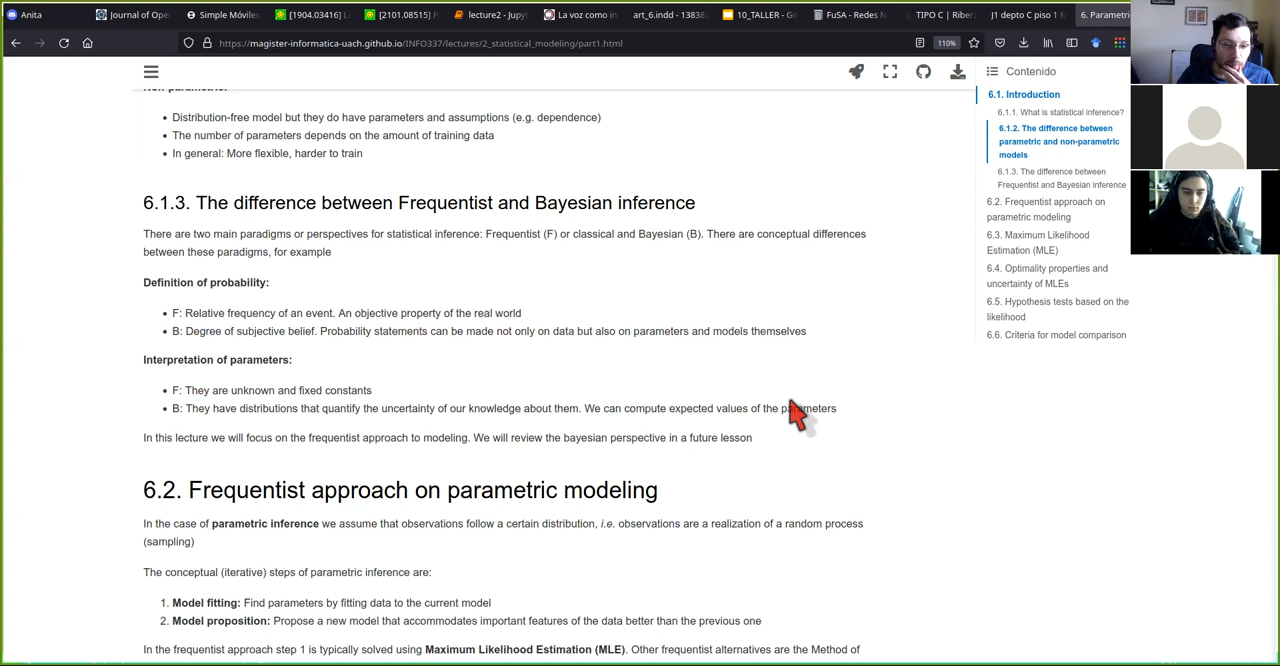 Anita
Journal of Ope
Simple Móviles
[1904.03416] L
[2101.08515] P
lecture2 - Jupyt
La voz como in
art_6.indd - 1383
10_TALLER - Go
FuSA - Redes N
TIPO C | Ribera
J1 depto C piso 1
6. Parametri
https://magister-informatica-uach.github.io/INFO337/lectures/2_statistical_modeling/part1.html
110%
Distribution-free model but they do have parameters and assumptions (e.g. dependence)
The number of parameters depends on the amount of training data
In general: More flexible, harder to train
6.1.3. The difference between Frequentist and Bayesian inference
There are two main paradigms or perspectives for statistical inference: Frequentist (F) or classical and Bayesian (B). There are conceptual differences
between these paradigms, for example
Definition of probability:
F: Relative frequency of an event. An objective property of the real world
B: Degree of subjective belief. Probability statements can be made not only on data but also on parameters and models themselves
Interpretation of parameters:
F: They are unknown and fixed constants
B: They have distributions that quantify the uncertainty of our knowledge about them. We can compute expected values of the parameters
In this lecture we will focus on the frequentist approach to modeling. We will review the bayesian perspective in a future lesson
6.2. Frequentist approach on parametric modeling
In the case of parametric inference we assume that observations follow a certain distribution, i.e. observations are a realization of a random process
(sampling)
The conceptual (iterative) steps of parametric inference are:
1. Model fitting: Find parameters by fitting data to the current model
2. Model proposition: Propose a new model that accommodates important features of the data better than the previous one
In the frequentist approach step 1 is typically solved using Maximum Likelihood Estimation (MLE). Other frequentist alternatives are the Method of
Contenido
6.1. Introduction
6.1.1. What is statistical inference?
6.1.2. The difference between
parametric and non-parametric
models
6.1.3. The difference between
Frequentist and Bayesian inference
6.2. Frequentist approach on
parametric modeling
6.3. Maximum Likelihood
Estimation (MLE)
6.4. Optimality properties and
uncertainty of MLEs
6.5. Hypothesis tests based on the
likelihood
6.6. Criteria for model comparison